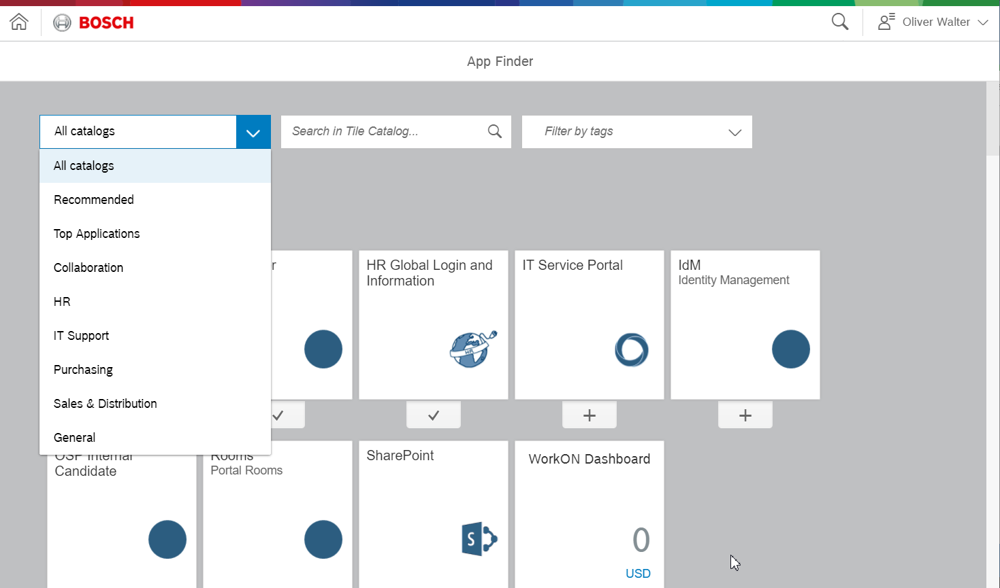 BOSCH
Oliver Walter
App Finder
All catalogs
Search in Tile Catalog...
Filter by tags
All catalogs
Recommended
Top Applications
Collaboration
HR
IT Support
Purchasing
Sales & Distribution
General
r
HR Global Login and
Information
HR
IT Service Portal
IdM
Identity Management
OSP Internal
Candidate
Rooms
Portal Rooms
SharePoint
S
WorkON Dashboard
0
USD